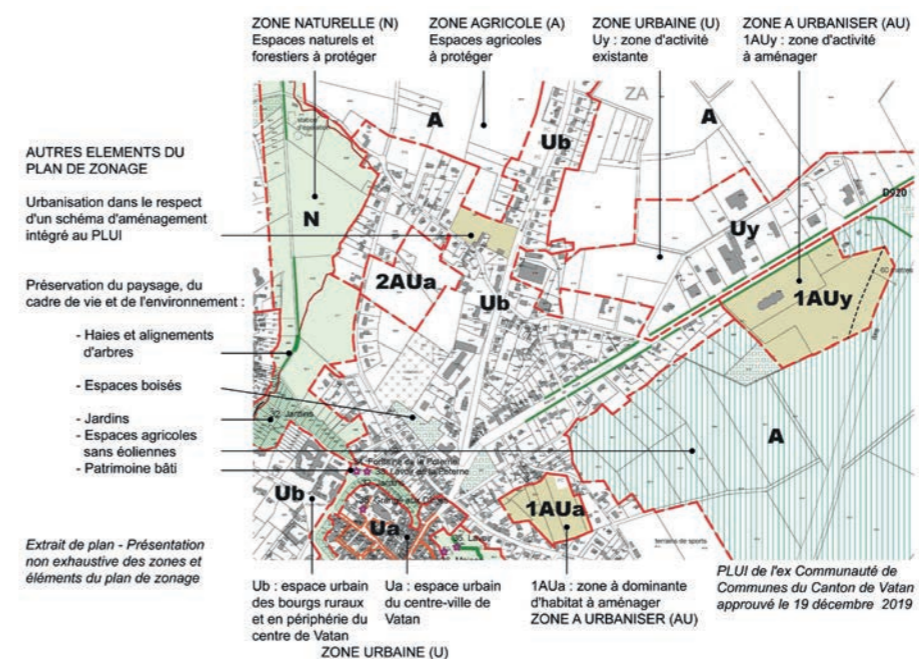 ZONE NATURELLE (N)
Espaces naturels et
forestiers à protéger
ZONE AGRICOLE (A)
Espaces agricoles
à protéger
ZONE URBAINE (U)
Uy : zone d'activité
existante
ZONE A URBANISER (AU)
1AUy : zone d'activité
à aménager
AUTRES ELEMENTS DU
PLAN DE ZONAGE
Urbanisation dans le respect
d'un schéma d'aménagement
intégré au PLUI
Préservation du paysage, du
cadre de vie et de l'environnement :
- Haies et alignements
d'arbres
- Espaces boisés
- Jardins
- Espaces agricoles
sans éoliennes
- Patrimoine bâti
Extrait de plan - Présentation
non exhaustive des zones et
éléments du plan de zonage
ZA
A
A
Ub
D920
N
Uy
2AUa
Ub
1AUy
Jardins
A
Ub
Jardins
Ua
1AUa
35. Lavoir
terrains de sports
Ub : espace urbain
des bourgs ruraux
et en périphérie du
centre de Vatan
Ua : espace urbain
du centre-ville de
Vatan
ZONE URBAINE (U)
1AUa : zone à dominante
d'habitat à aménager
ZONE A URBANISER (AU)
PLUI de l'ex Communauté de
Communes du Canton de Vatan
approuvé le 19 décembre 2019